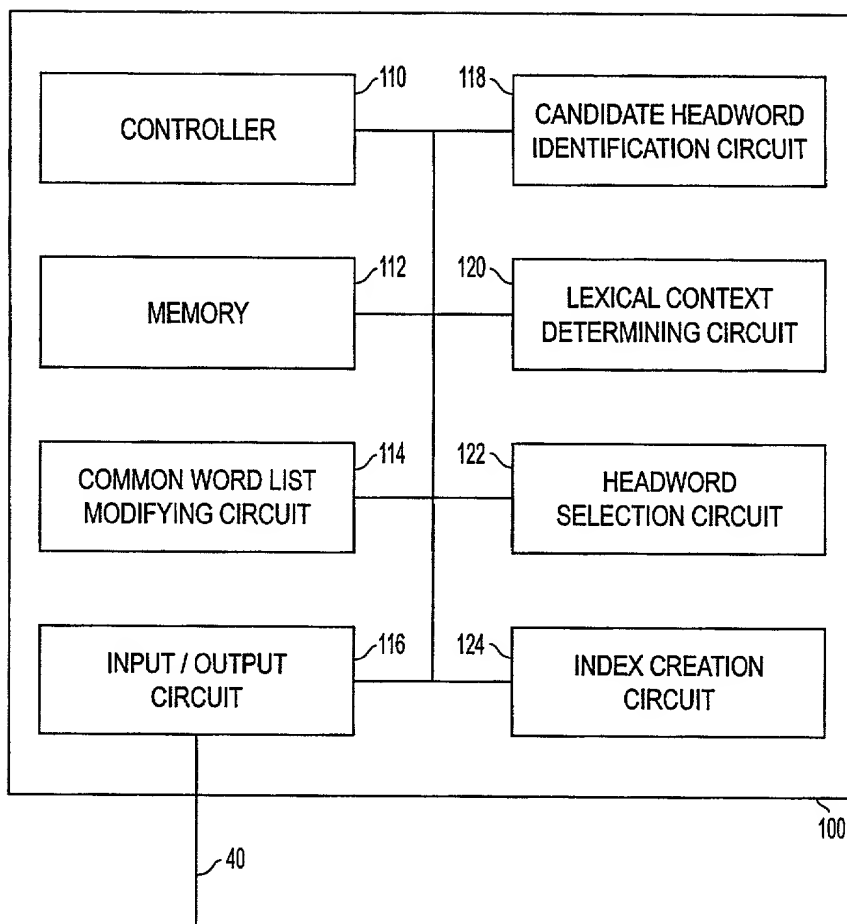 110
CONTROLLER
118
CANDIDATE HEADWORD
IDENTIFICATION CIRCUIT
112
MEMORY
120
LEXICAL CONTEXT
DETERMINING CIRCUIT
114
COMMON WORD LIST
MODIFYING CIRCUIT
122
HEADWORD
SELECTION CIRCUIT
116
INPUT / OUTPUT
CIRCUIT
124
INDEX CREATION
CIRCUIT
100
40